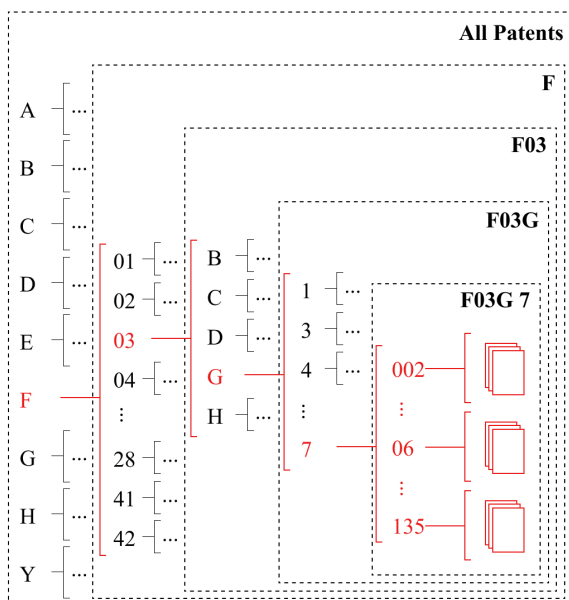 All Patents
F
F03
F03G
F03G 7
A ...
B ...
C ...
D ...
E ...
F
G ...
H ...
Y ...
01 ...
02 ...
03
04 ...
⋮
28 ...
41 ...
42 ...
B ...
C ...
D ...
G
H ...
1 ...
3 ...
4 ...
⋮
7
002
⋮
06
⋮
135